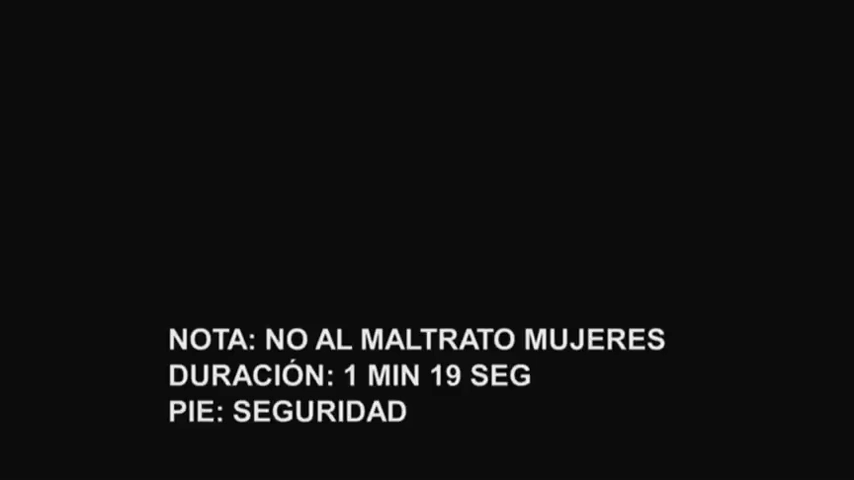 NOTA: NO AL MALTRATO MUJERES
DURACIÓN: 1 MIN 19 SEG
PIE: SEGURIDAD